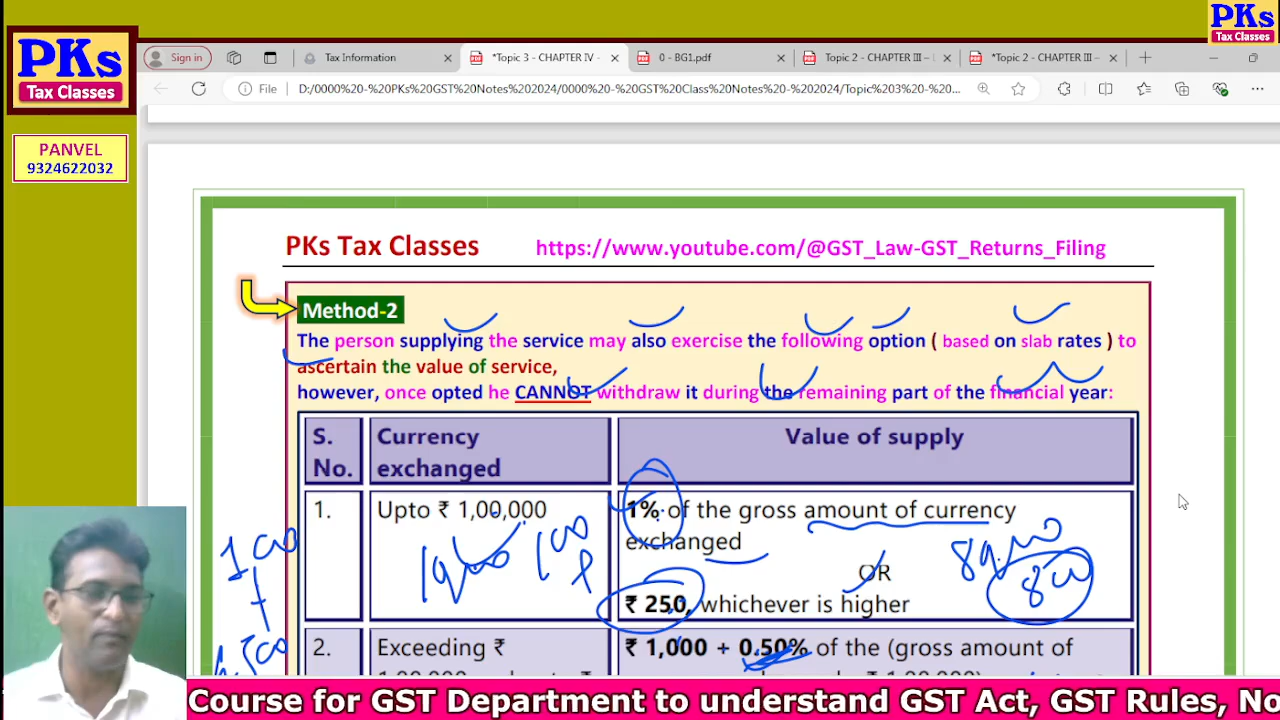 PKs
Tax Classes
PKs
Tax Classes
PANVEL
9324622032
Sign in
Tax Information
*Topic 3 - CHAPTER IV -
0 - BG1.pdf
Topic 2 - CHAPTER III – L
*Topic 2 - CHAPTER III –
File
D:/0000%20-%20PKs%20GST%20Notes%202024/0000%20-%20GST%20Class%20Notes%20-%202024/Topic%203%20-%20...
PKs Tax Classes
https://www.youtube.com/@GST_Law-GST_Returns_Filing
Method-2
The person supplying the service may also exercise the following option ( based on slab rates ) to
ascertain the value of service,
however, once opted he CANNOT withdraw it during the remaining part of the financial year:
S. No.
Currency exchanged
Value of supply
1.
Upto ₹ 1,00,000
1% of the gross amount of currency
exchanged
OR
₹ 250, whichever is higher
800
2.
Exceeding ₹
₹ 1,000 + 0.50% of the (gross amount of
Course for GST Department to understand GST Act, GST Rules, No